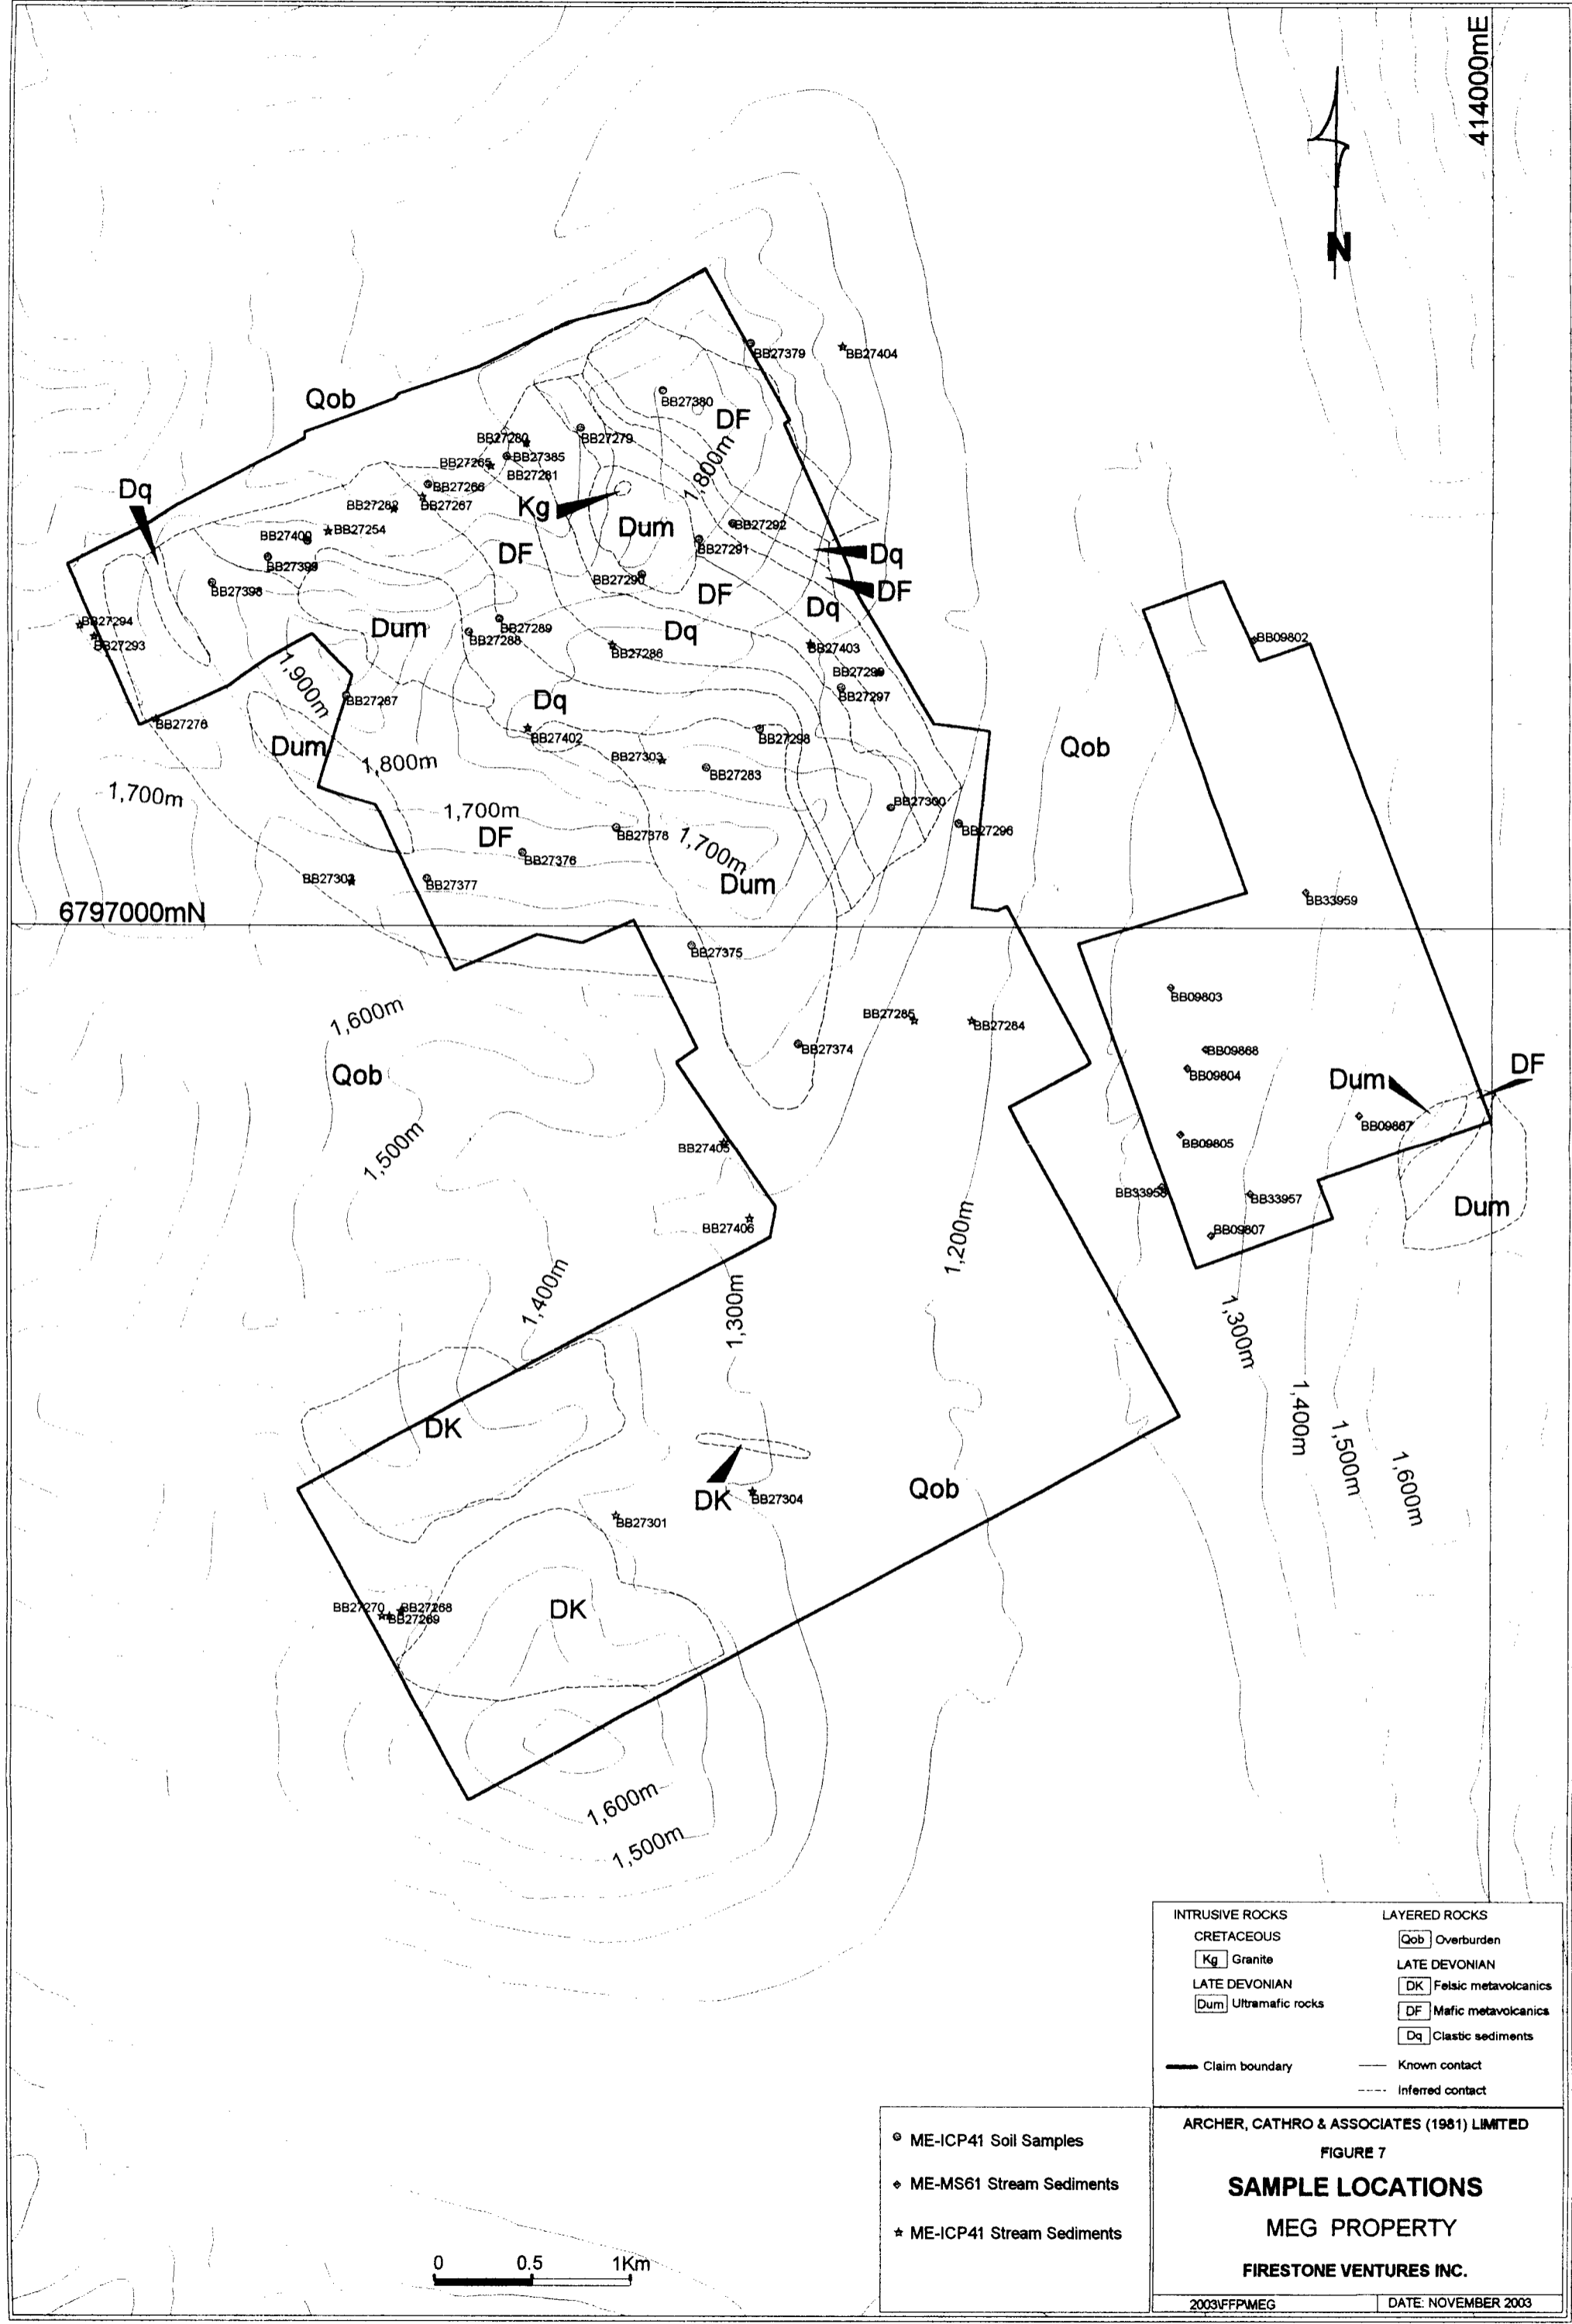 414000mE
N
BB27379
BB27404
Qob
BB27380
DF
BB27280
BB27279
BB27385
BB27265
BB27281
1,800m
Dq
BB27266
BB27267
BB27282
Kg
Dum
BB27292
BB27400
BB27254
BB27291
DF
Dq
BB27399
BB27290
DF
BB27398
DF
Dq
BB09802
BB27294
BB27293
Dum
BB27289
BB27288
Dq
BB27286
BB27403
BB27299
1,900m
BB27287
BB27297
Dq
BB27276
BB27402
BB27298
Dum
Qob
1,800m
BB27303
BB27283
1,700m
1,700m
BB27300
DF
BB27378
1,700m
BB27296
BB27376
Dum
BB27302
BB27377
BB33959
6797000mN
BB27375
BB09803
1,600m
BB27285
BB27284
BB27374
BB09868
Qob
BB09804
Dum
DF
BB09867
1,500m
BB27405
BB09805
BB33958
BB33957
Dum
BB27406
BB09807
1,200m
1,400m
1,300m
1,300m
1,400m
DK
1,500m
1,600m
DK
BB27304
Qob
BB27301
BB27270
BB27268
BB27269
DK
1,600m
1,500m
INTRUSIVE ROCKS
CRETACEOUS
Kg Granite
LATE DEVONIAN
Dum Ultramafic rocks
LAYERED ROCKS
Qob Overburden
LATE DEVONIAN
DK Felsic metavolcanics
DF Mafic metavolcanics
Dq Clastic sediments
Claim boundary
Known contact
Inferred contact
ME-ICP41 Soil Samples
ME-MS61 Stream Sediments
ME-ICP41 Stream Sediments
ARCHER, CATHRO & ASSOCIATES (1981) LIMITED
FIGURE 7
SAMPLE LOCATIONS
MEG PROPERTY
FIRESTONE VENTURES INC.
2003\FFP\MEG
DATE: NOVEMBER 2003
0 0.5 1Km